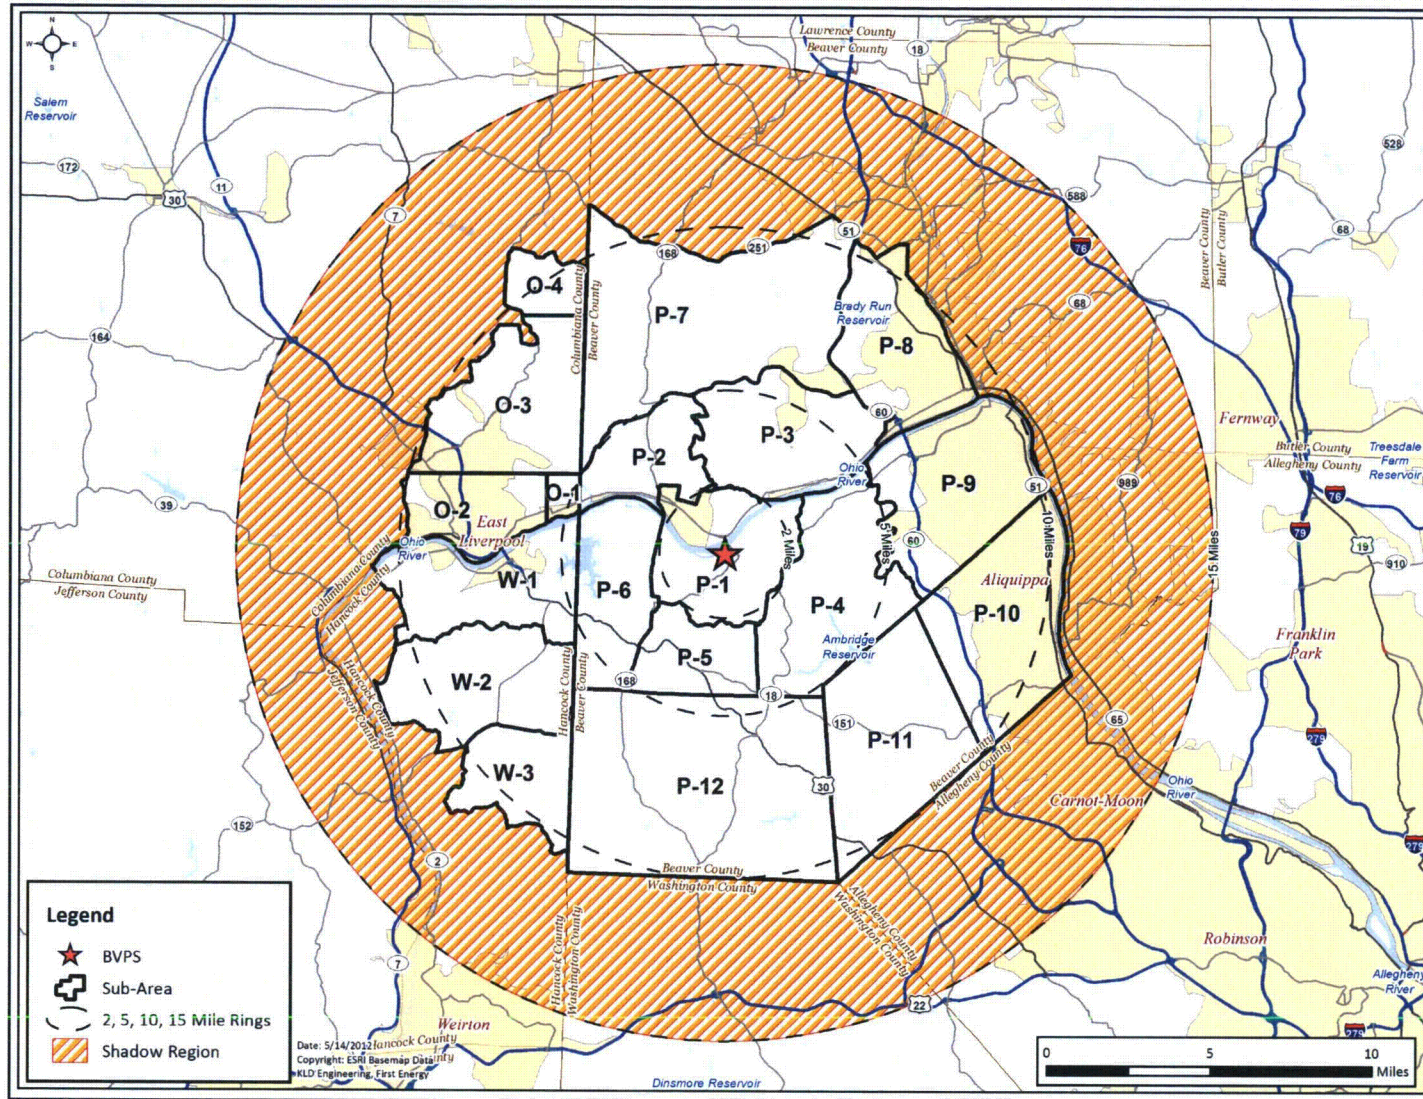 N
W E
S
Lawrence County
Beaver County
18
Salem
Reservoir
172
30
11
7
528
588
76
68
68
Beaver County
Butler County
51
168
251
O-4
Columbiana County
Beaver County
P-7
Brady Run
Reservoir
P-8
164
O-3
60
Fernway
P-3
P-2
Butler County
Allegheny County
Treesdale
Farm
Reservoir
Ohio
River
P-9
51
989
76
39
O-2
O-1
East
Liverpool
Ohio
River
2 Miles
5 Miles
10 Miles
15 Miles
60
79
19
910
Columbiana County
Jefferson County
Columbiana County
Hancock County
W-1
P-6
P-1
P-4
Aliquippa
P-10
Ambridge
Reservoir
Franklin
Park
P-5
W-2
Hancock County
Jefferson County
Hancock County
Beaver County
168
18
151
65
279
P-11
W-3
P-12
30
Beaver County
Allegheny County
Ohio
River
Carnot-Moon
152
2
279
Beaver County
Washington County
Allegheny County
Washington County
Hancock County
Washington County
Robinson
Allegheny
River
7
22
279
Weirton
Hancock County
Dinsmore Reservoir
Legend
BVPS
Sub-Area
2, 5, 10, 15 Mile Rings
Shadow Region
Date: 5/14/2012
Copyright: ESRI Basemap Data
KLD Engineering, First Energy
0 5 10
Miles